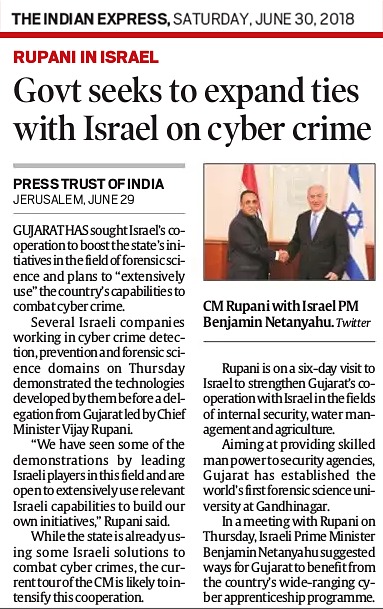 THE INDIAN EXPRESS, SATURDAY, JUNE 30, 2018
RUPANI IN ISRAEL
Govt seeks to expand ties
with Israel on cyber crime
PRESS TRUST OF INDIA
JERUSALEM, JUNE 29
GUJARAT HAS sought Israel's co-
operation to boost the state's ini-
tiatives in the field of forensic sci-
ence and plans to "extensively
use" the country's capabilities to
combat cyber crime.
Several Israeli companies
working in cyber crime detec-
tion, prevention and forensic sci-
ence domains on Thursday
demonstrated the technologies
developed by them before a del-
egation from Gujarat led by Chief
Minister Vijay Rupani.
"We have seen some of the
demonstrations by leading
Israeli players in this field and are
open to extensively use relevant
Israeli capabilities to build our
own initiatives," Rupani said.
While the state is already us-
ing some Israeli solutions to
combat cyber crimes, the cur-
rent tour of the CM is likely to in-
tensify this cooperation.
CM Rupani with Israel PM
Benjamin Netanyahu. Twitter
Rupani is on a six-day visit to
Israel to strengthen Gujarat's co-
operation with Israel in the fields
of internal security, water man-
agement and agriculture.
Aiming at providing skilled
man power to security agencies,
Gujarat has established the
world's first forensic science uni-
versity at Gandhinagar.
In a meeting with Rupani on
Thursday, Israeli Prime Minister
Benjamin Netanyahu suggested
ways for Gujarat to benefit from
the country's wide-ranging cy-
ber apprenticeship programme.